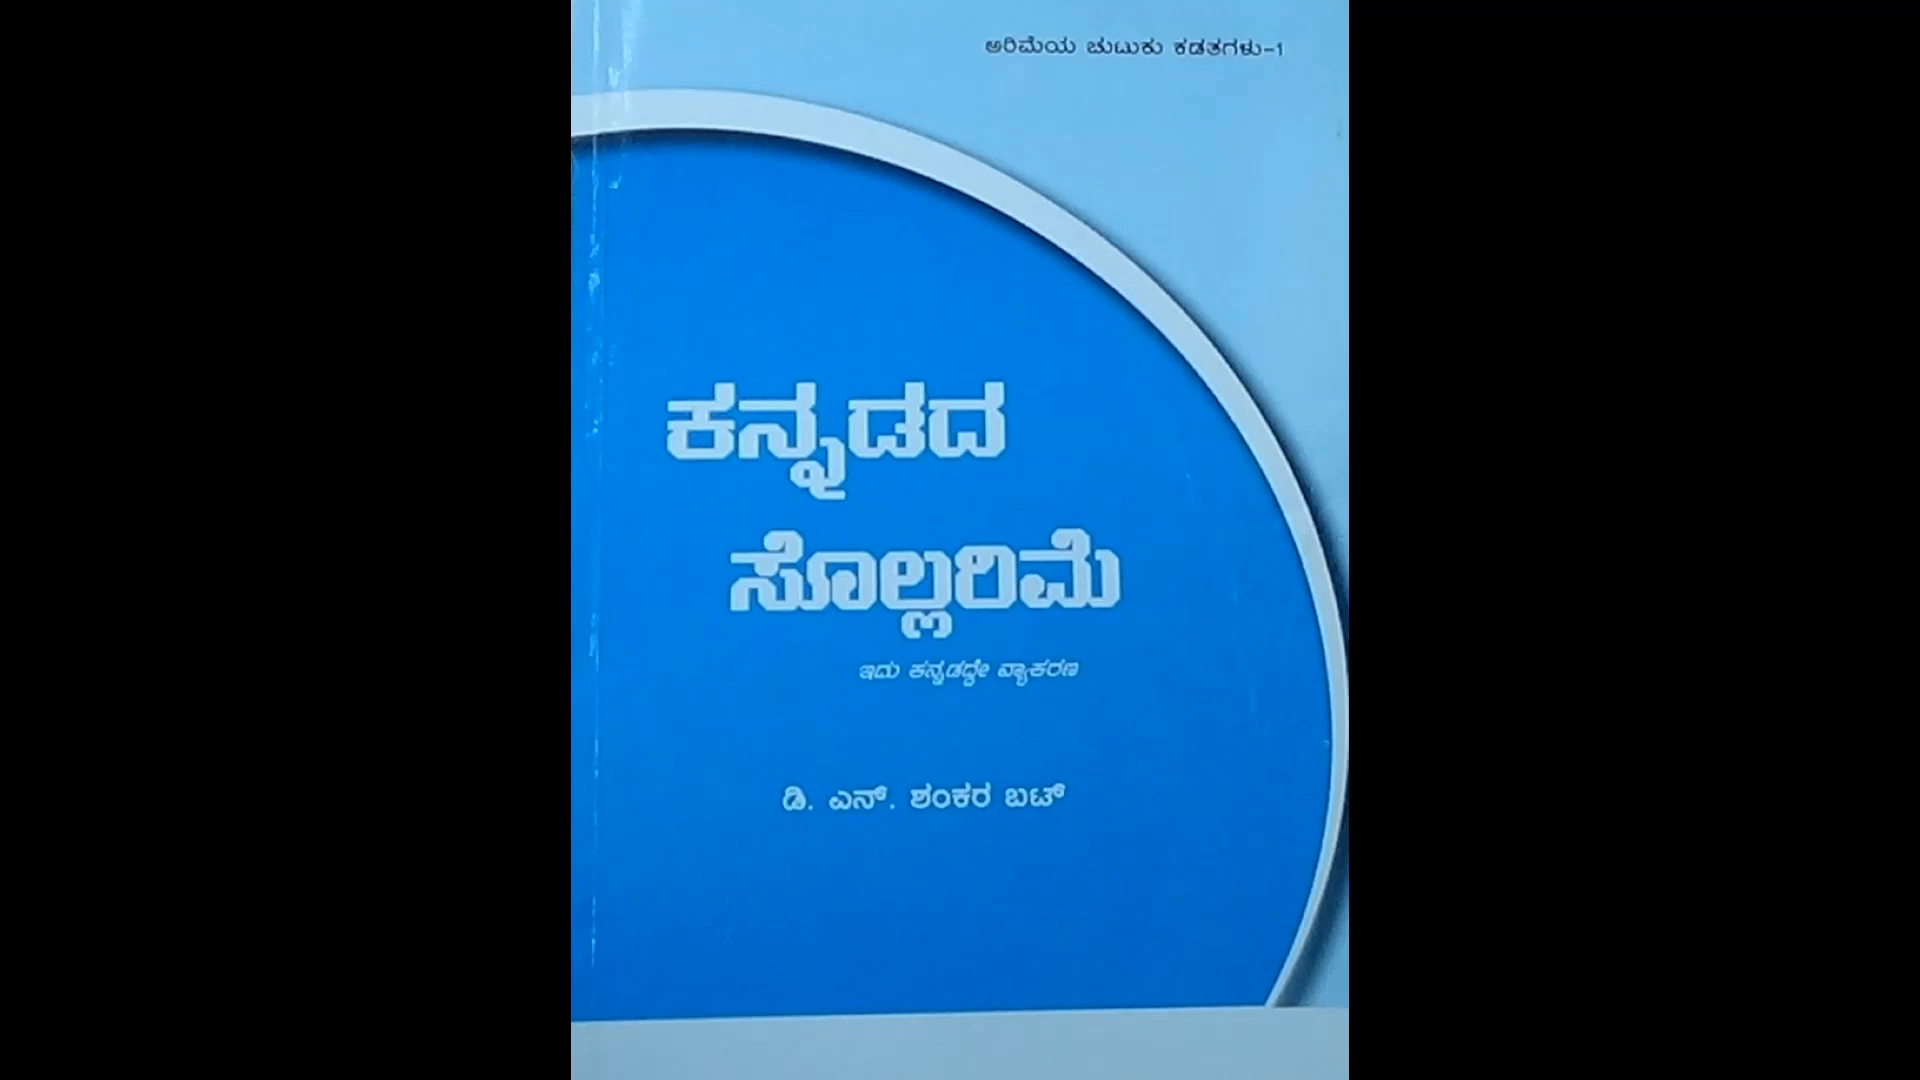 ಅರಿಮೆಯ ಚುಟುಕು ಕಡತಗಳು-1
ಕನ್ನಡದ
ಸೊಲ್ಲರಿಮೆ
ಇದು ಕನ್ನಡದ್ದೇ ವ್ಯಾಕರಣ
ಡಿ. ಎನ್. ಶಂಕರ ಬಟ್